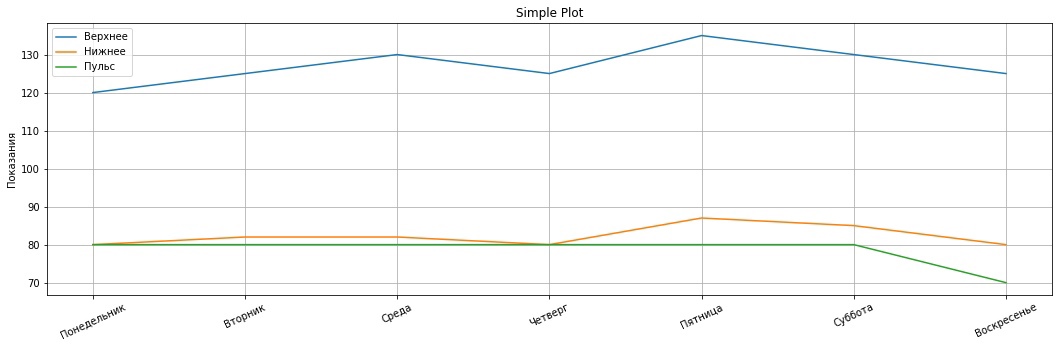 Simple Plot
Верхнее
Нижнее
Пульс
Показания
130
120
110
100
90
80
70
Понедельник
Вторник
Среда
Четверг
Пятница
Суббота
Воскресенье